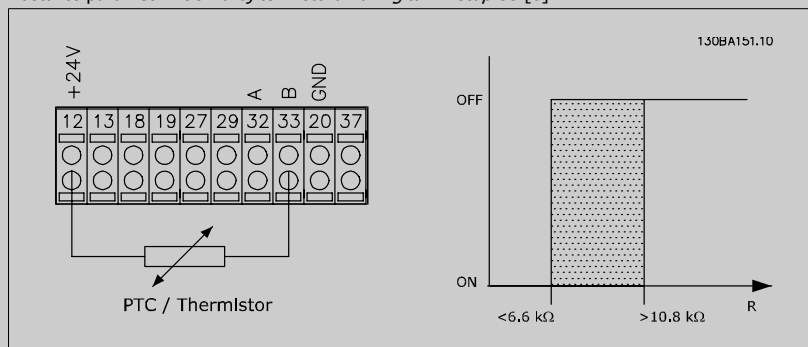 130BA151.10
+24V
A
B
GND
12 13 18 19 27 29 32 33 20 37
PTC / Thermistor
OFF
ON
<6.6 kΩ
>10.8 kΩ
R